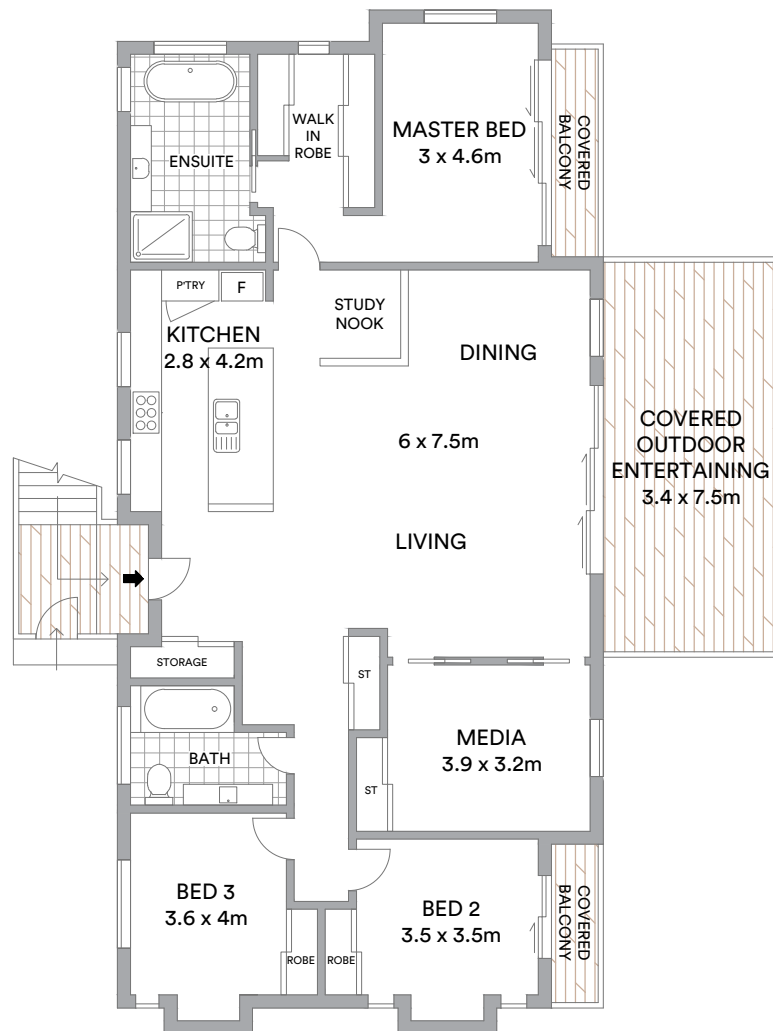 WALK
IN
ROBE
MASTER BED
3 x 4.6m
COVERED
BALCONY
ENSUITE
P'TRY
F
STUDY
NOOK
KITCHEN
2.8 x 4.2m
DINING
6 x 7.5m
COVERED
OUTDOOR
ENTERTAINING
3.4 x 7.5m
LIVING
STORAGE
ST
MEDIA
3.9 x 3.2m
BATH
ST
BED 3
3.6 x 4m
BED 2
3.5 x 3.5m
COVERED
BALCONY
ROBE
ROBE